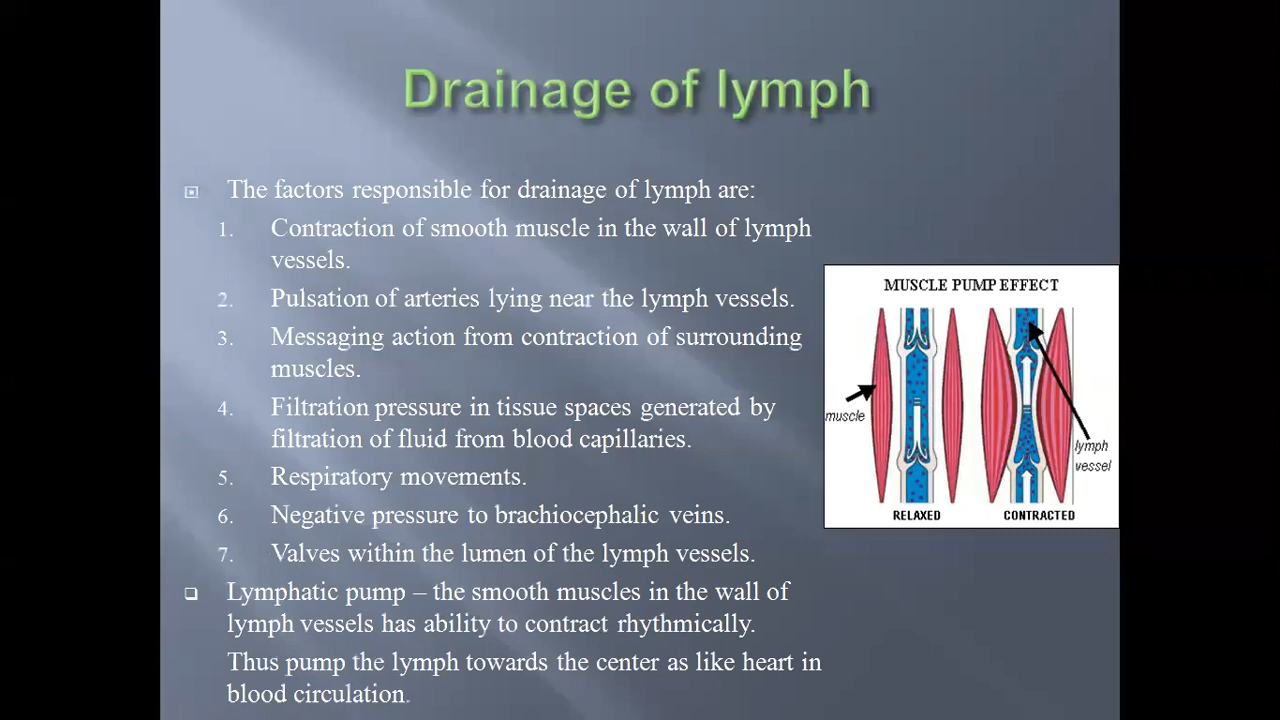 Drainage of lymph
The factors responsible for drainage of lymph are:
1. Contraction of smooth muscle in the wall of lymph
vessels.
2. Pulsation of arteries lying near the lymph vessels.
3. Messaging action from contraction of surrounding
muscles.
4. Filtration pressure in tissue spaces generated by
filtration of fluid from blood capillaries.
5. Respiratory movements.
6. Negative pressure to brachiocephalic veins.
7. Valves within the lumen of the lymph vessels.
Lymphatic pump – the smooth muscles in the wall of
lymph vessels has ability to contract rhythmically.
Thus pump the lymph towards the center as like heart in
blood circulation.
MUSCLE PUMP EFFECT
muscle
lymph
vessel
RELAXED
CONTRACTED